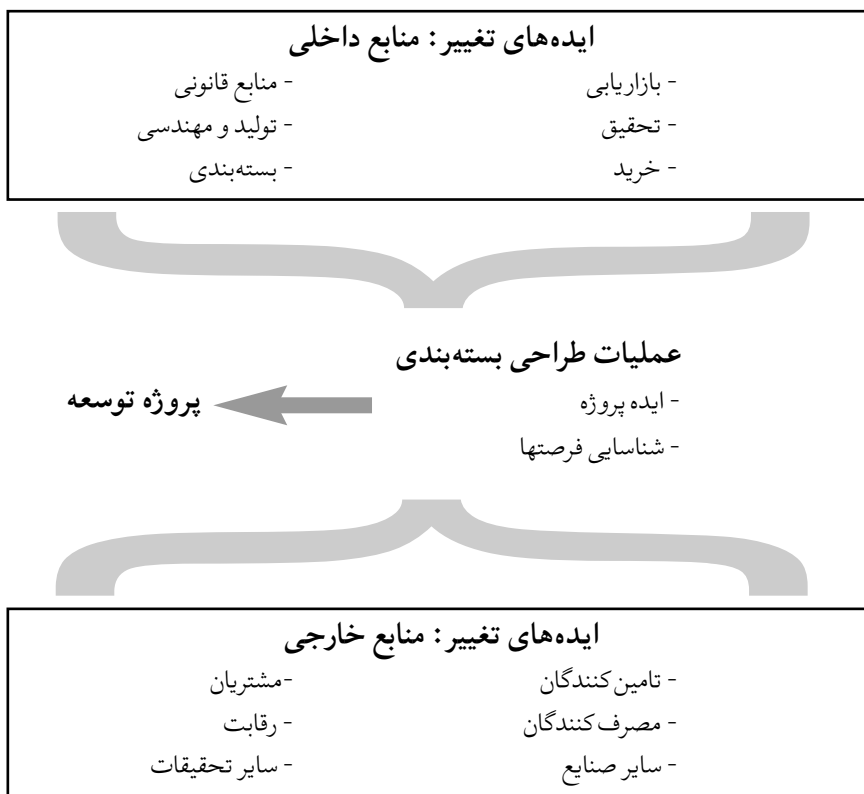 ایده‌های تغییر: منابع داخلی
- بازاریابی
- منابع قانونی
- تحقیق
- تولید و مهندسی
- خرید
- بسته‌بندی
عملیات طراحی بسته‌بندی
- ایده پروژه
- شناسایی فرصتها
پروژه توسعه
ایده‌های تغییر: منابع خارجی
- تامین‌کنندگان
-مشتریان
- مصرف‌کنندگان
- رقابت
- سایر صنایع
- سایر تحقیقات